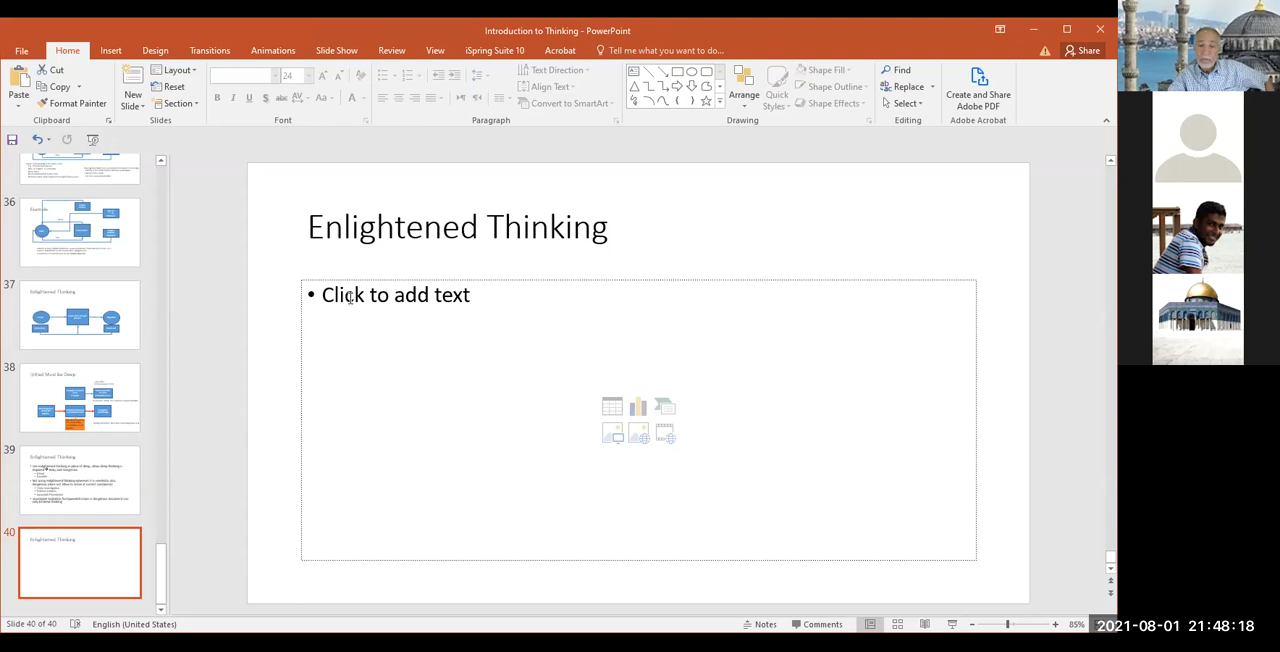 Introduction to Thinking - PowerPoint
File Home Insert Design Transitions Animations Slide Show Review View iSpring Suite 10 Acrobat Tell me what you want to do... Share
Paste
Cut
Copy
Format Painter
Clipboard
New
Slide
Layout
Reset
Section
Slides
24
B I U S abc AV Aa A
Font
Text Direction
Align Text
Convert to SmartArt
Paragraph
Arrange
Quick
Styles
Shape Fill
Shape Outline
Shape Effects
Drawing
Find
Replace
Select
Editing
Create and Share
Adobe PDF
Adobe Acrobat
36
Example
37
Enlightened Thinking
38
39
Enlightened Thinking
40
Enlightened Thinking
Enlightened Thinking
• Click to add text
Slide 40 of 40 English (United States) Notes Comments 85%
2021-08-01 21:48:18